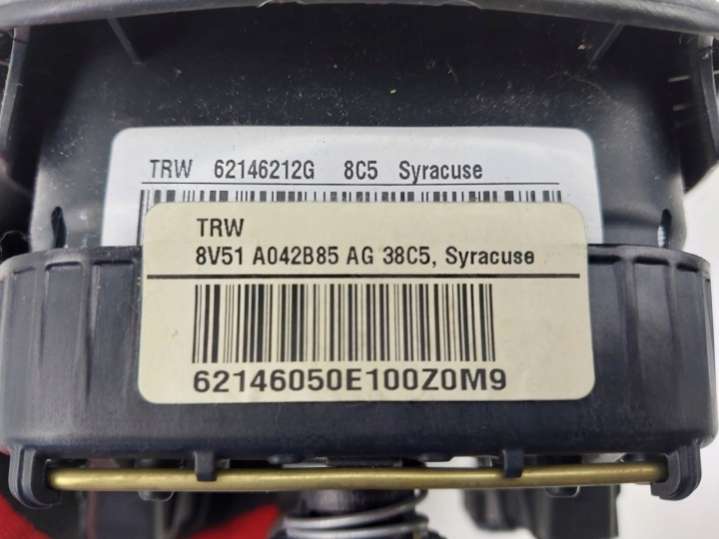 TRW 62146212G 8C5 Syracuse
TRW
8V51 A042B85 AG 38C5, Syracuse
62146050E100Z0M9